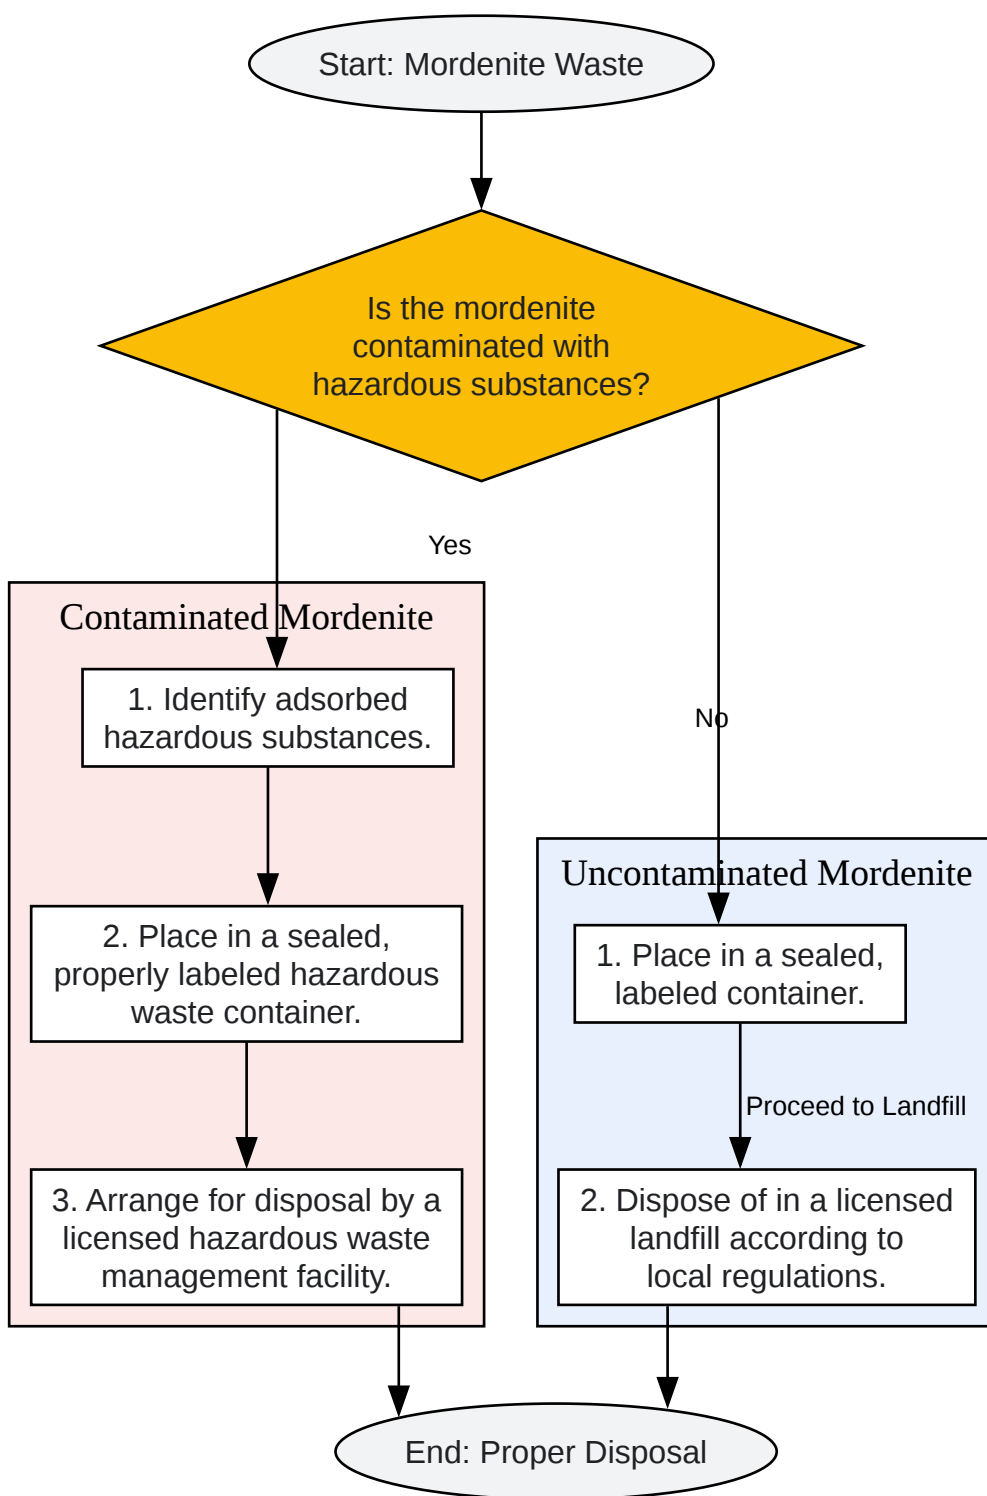 Start: Mordenite Waste
Is the mordenite
contaminated with
hazardous substances?
Yes
Contaminated Mordenite
1. Identify adsorbed
hazardous substances.
2. Place in a sealed,
properly labeled hazardous
waste container.
3. Arrange for disposal by a
licensed hazardous waste
management facility.
No
Uncontaminated Mordenite
1. Place in a sealed,
labeled container.
Proceed to Landfill
2. Dispose of in a licensed
landfill according to
local regulations.
End: Proper Disposal